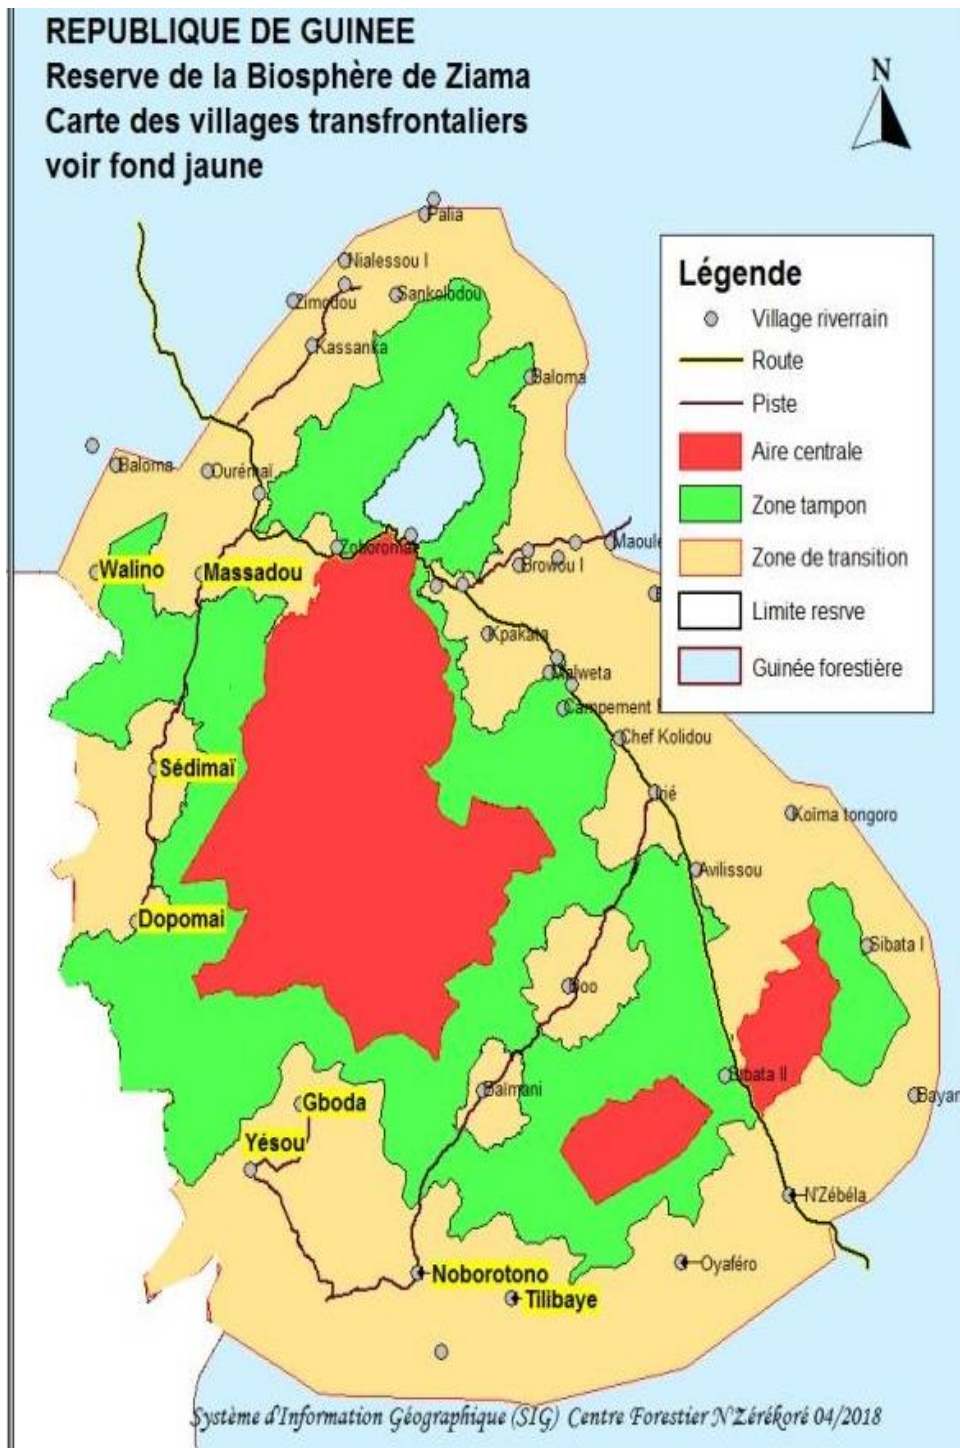 REPUBLIQUE DE GUINEE
Reserve de la Biosphère de Ziama
Carte des villages transfrontaliers
voir fond jaune
N
Palia
Nialessou I
Zimodou
Sankolodou
Kassanka
Baloma
Baloma
Ourémaï
Légende
Village riverrain
Route
Piste
Aire centrale
Zone tampon
Zone de transition
Limite resrve
Guinée forestière
Zoboromaï
Maoule
Browou I
Walino
Massadou
Kpakata
Malweta
Campement
Chef Kolidou
Sédimaï
Irié
Koïma tongoro
Avilissou
Dopomai
Sibata I
Boo
Sibata II
Baïmani
Bayan
Gboda
Yésou
N'Zébéla
Oyaféro
Noborotono
Tilibaye
Système d'Information Géographique (SIG) Centre Forestier N'Zérékoré 04/2018